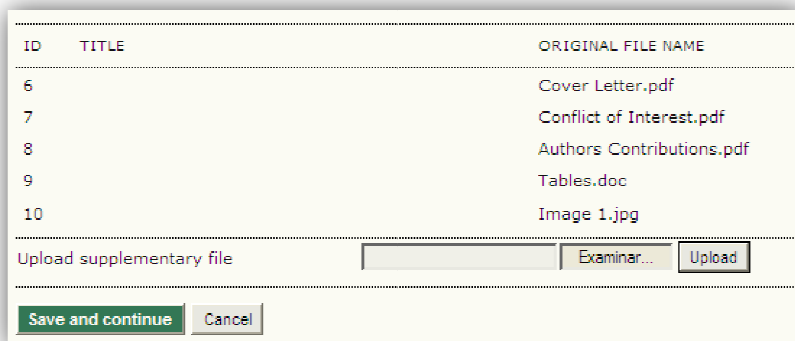 ID TITLE ORIGINAL FILE NAME
6 Cover Letter.pdf
7 Conflict of Interest.pdf
8 Authors Contributions.pdf
9 Tables.doc
10 Image 1.jpg
Upload supplementary file Examinar... Upload
Save and continue Cancel